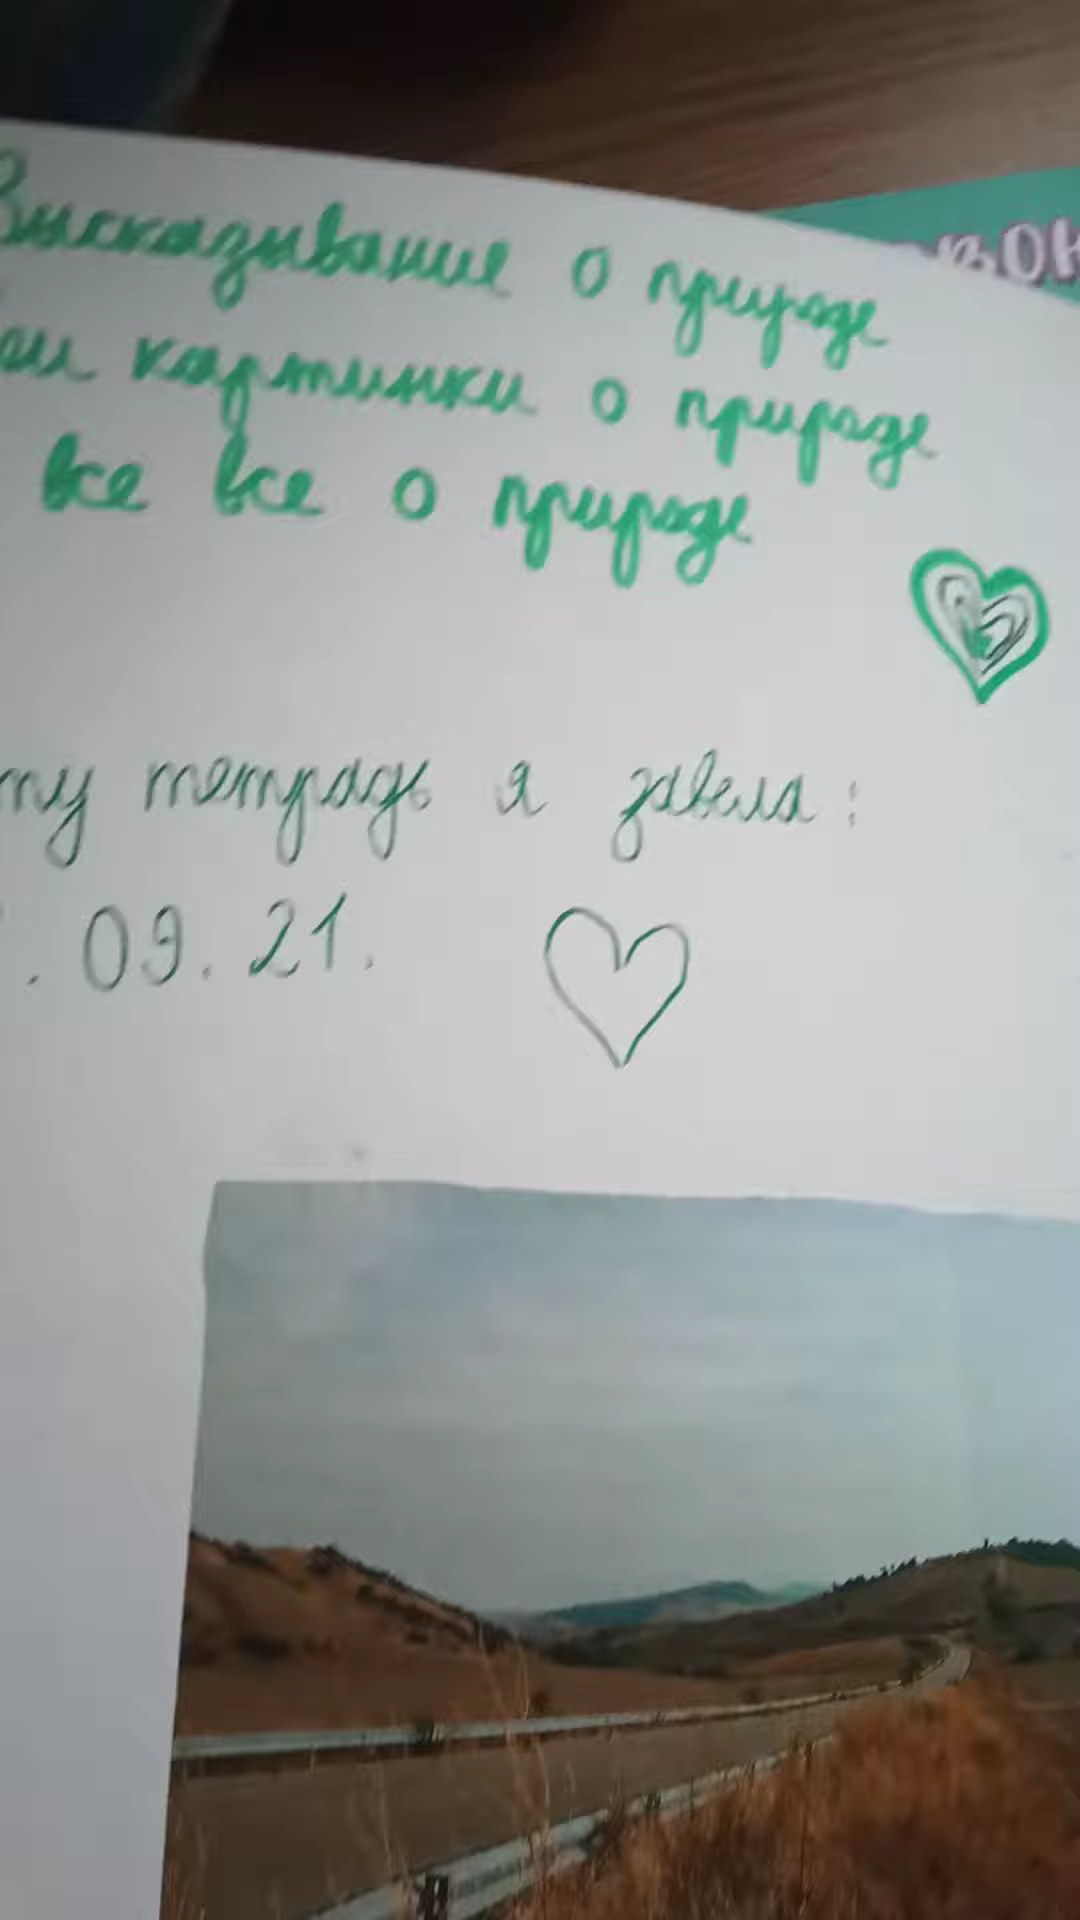 Высказывание о природе
картинки о природе
все все о природе
тетрадь я завела:
. 09. 21.